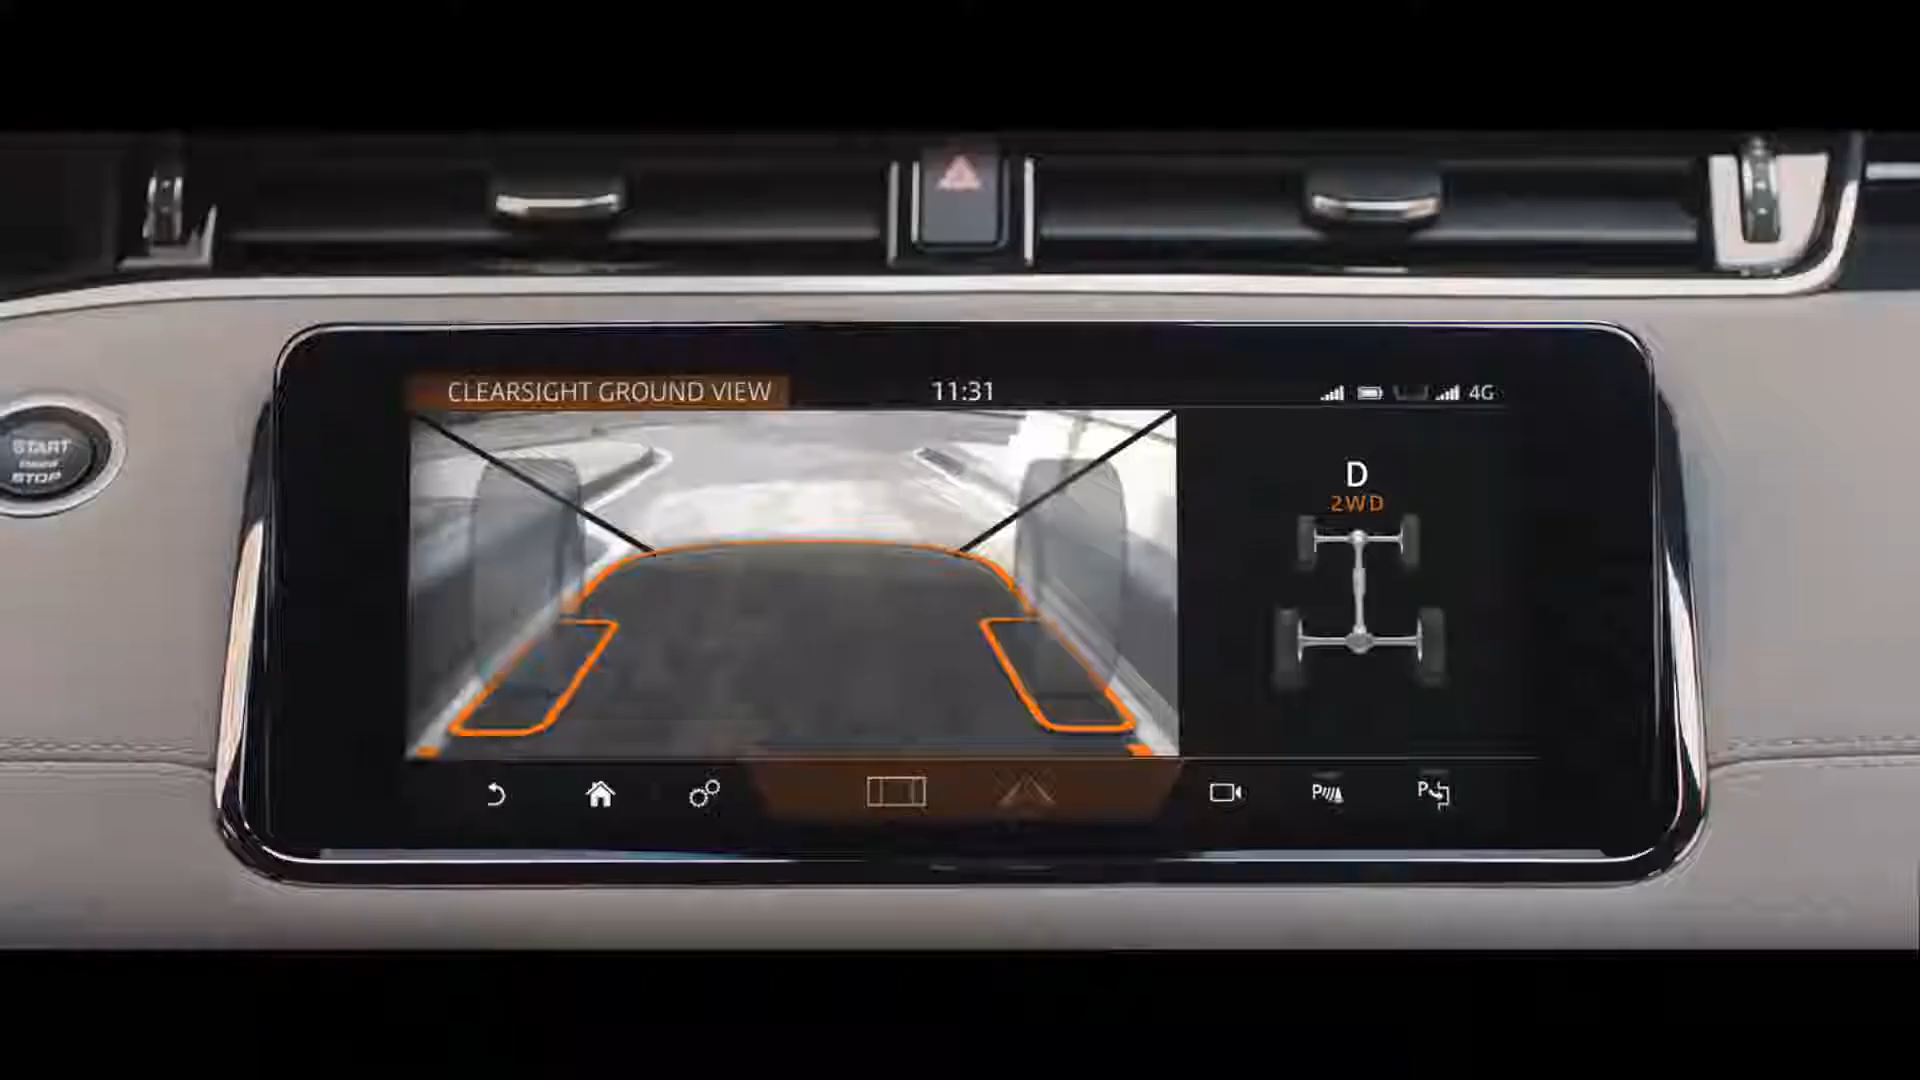 CLEARSIGHT GROUND VIEW
11:31
4G
START
STOP
D
2WD
P
P